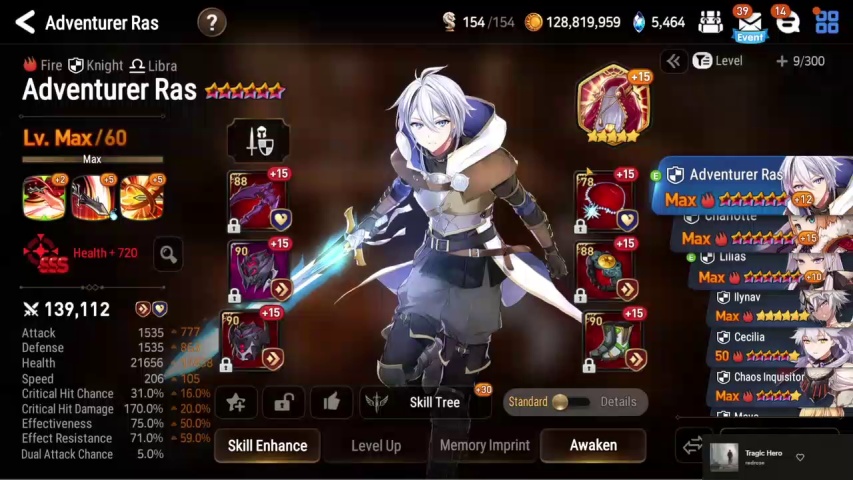 Adventurer Ras ?
154/154 128,819,959 5,464 39 14
Event
Fire Knight Libra
Adventurer Ras
Lv. Max/60
Max
+2 +5 +5
SSS Health + 720
139,112
Attack 1535 777
Defense 1535
Health 21656
Speed 206 105
Critical Hit Chance 31.0% 16.0%
Critical Hit Damage 170.0% 20.0%
Effectiveness 75.0% 50.0%
Effect Resistance 71.0% 59.0%
Dual Attack Chance 5.0%
88 +15
90 +15
90 +15
+15
78 +15
88 +15
90 +15
+30
Skill Tree
Standard Details
Skill Enhance Level Up Memory Imprint Awaken
Level 9/300
E Adventurer Ras
Max +12
Charlotte
Max +15
E Lilias
Max +10
Ilynav
Max
Cecilia
50
Chaos Inquisitor
Max
Tragic Hero